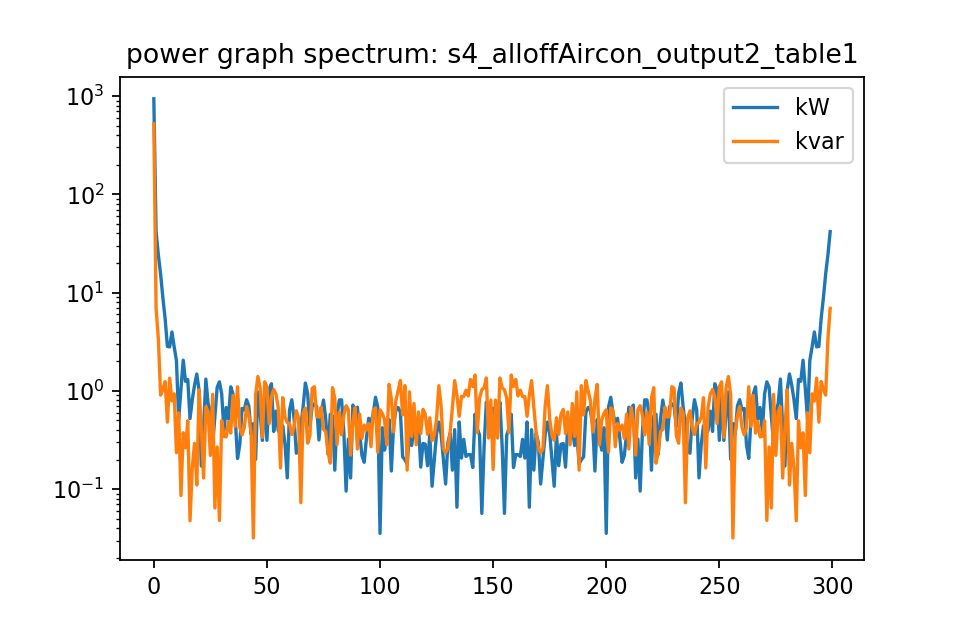 power graph spectrum: s4_alloffAircon_output2_table1
kW
kvar
10³
10²
10¹
10⁰
10⁻¹
0 50 100 150 200 250 300